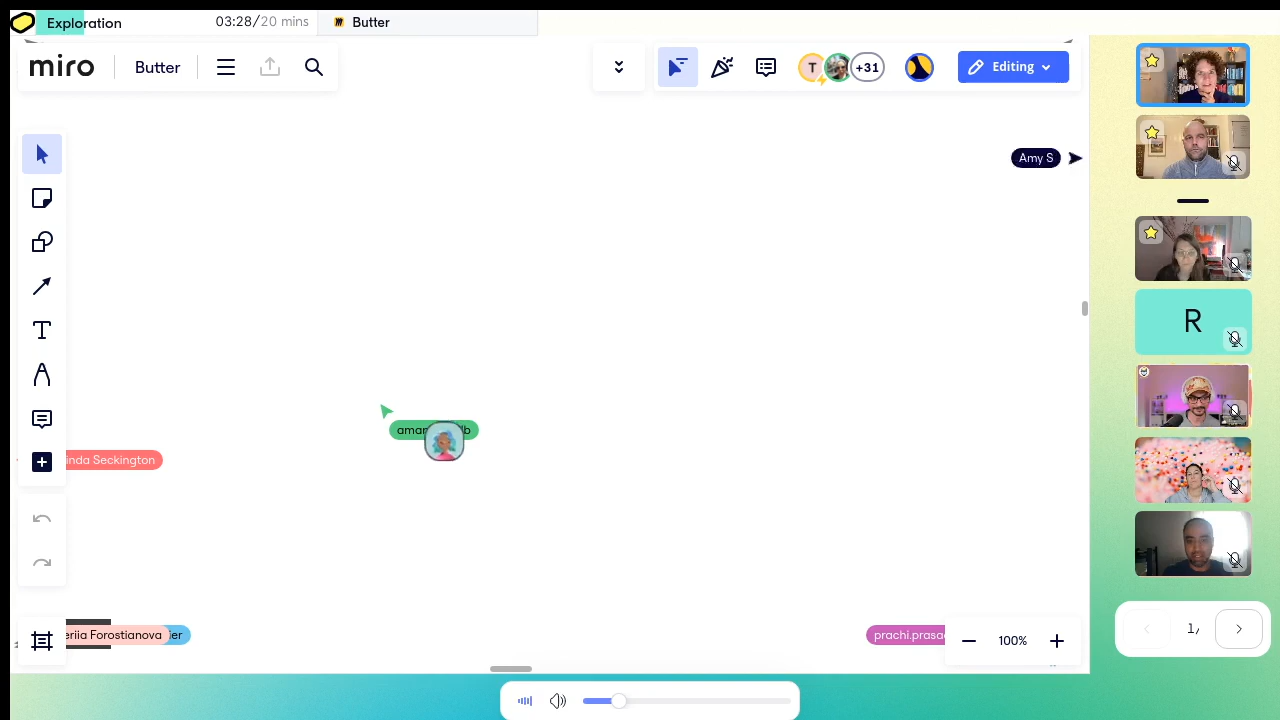 Exploration
03:28/20 mins
Butter
miro
Butter
T
+31
Editing
Amy S
inda Seckington
eriia Forostianova
ier
prachi.prasa
100%
R
1/